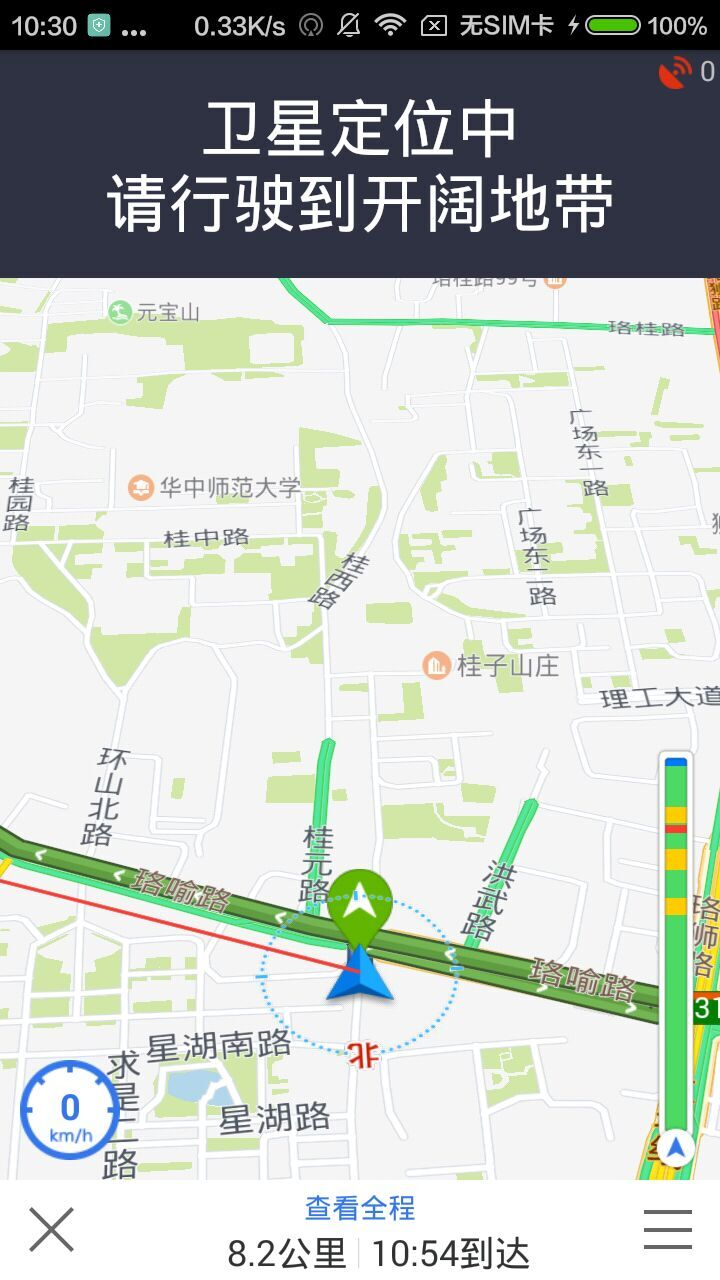 10:30
... 0.33K/s 无SIM卡 100%
0
卫星定位中
请行驶到开阔地带
珞桂路99号
元宝山
珞桂路
广场东一路
桂园路
华中师范大学
广场东二路
桂中路
桂西路
桂子山庄
理工大道
环山北路
桂元路
洪武路
珞喻路
珞狮路
珞喻路
31
北
星湖南路
求是二路
星湖路
0
km/h
查看全程
8.2公里 10:54到达